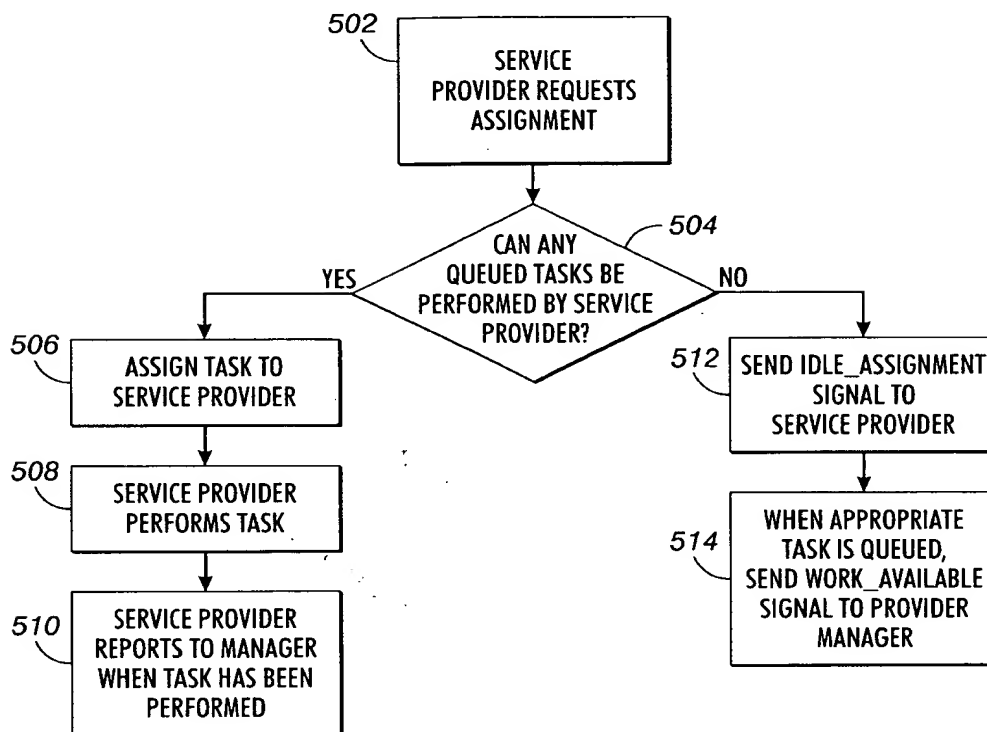 502
SERVICE
PROVIDER REQUESTS
ASSIGNMENT
504
CAN ANY
QUEUED TASKS BE
PERFORMED BY SERVICE
PROVIDER?
YES
NO
506
ASSIGN TASK TO
SERVICE PROVIDER
508
SERVICE PROVIDER
PERFORMS TASK
510
SERVICE PROVIDER
REPORTS TO MANAGER
WHEN TASK HAS BEEN
PERFORMED
512
SEND IDLE_ASSIGNMENT
SIGNAL TO
SERVICE PROVIDER
514
WHEN APPROPRIATE
TASK IS QUEUED,
SEND WORK_AVAILABLE
SIGNAL TO PROVIDER
MANAGER